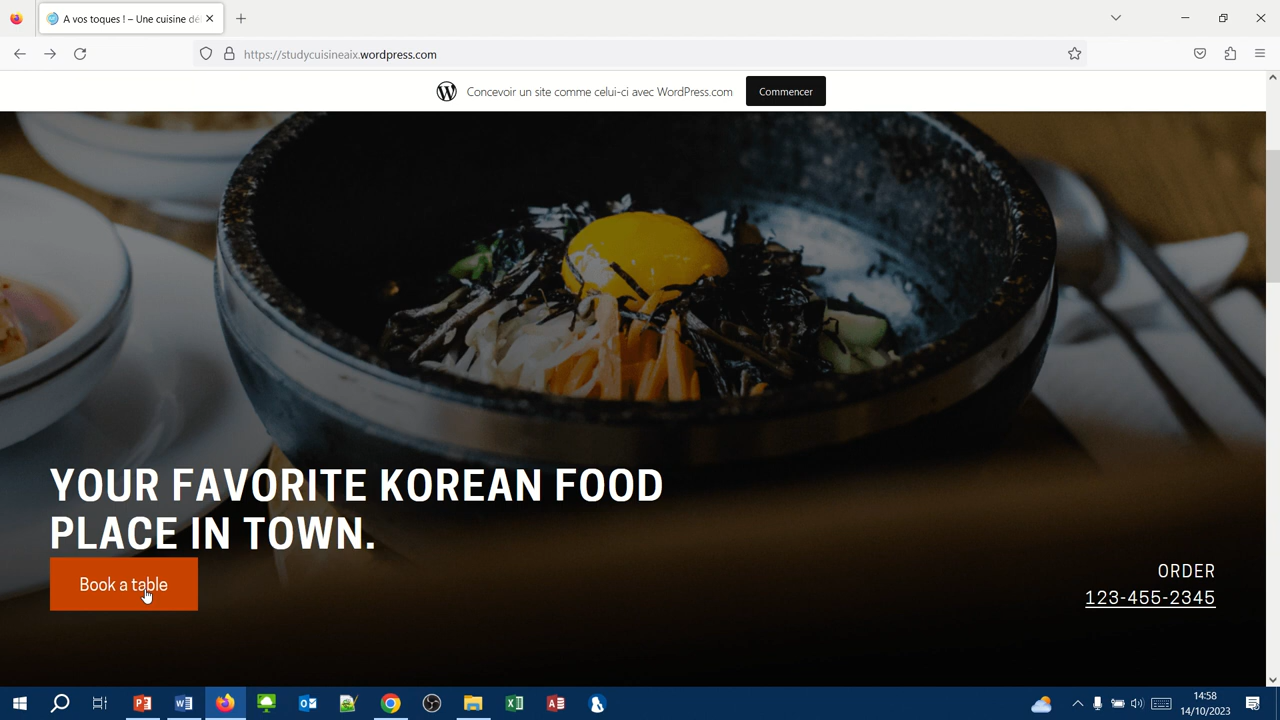 A vos toques ! – Une cuisine dé
https://studycuisineaix.wordpress.com
Concevoir un site comme celui-ci avec WordPress.com
Commencer
YOUR FAVORITE KOREAN FOOD
PLACE IN TOWN.
Book a table
ORDER
123-455-2345
14:58
14/10/2023